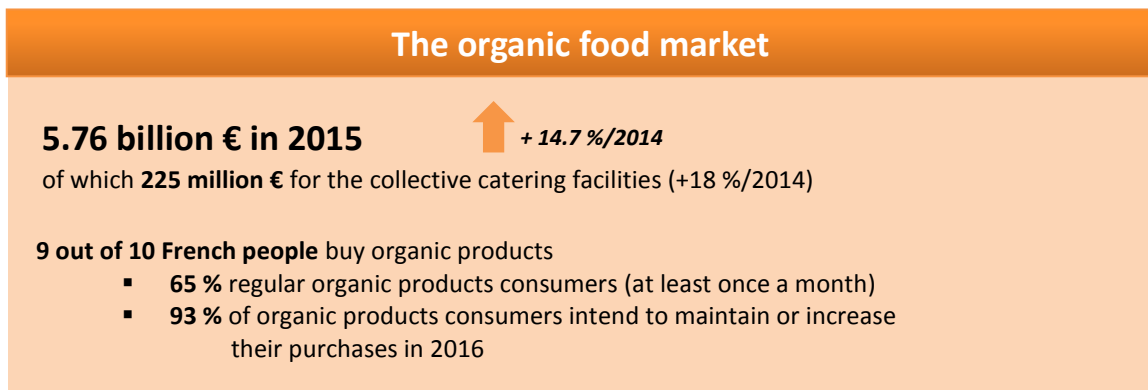 The organic food market
5.76 billion € in 2015
+ 14.7 %/2014
of which 225 million € for the collective catering facilities (+18 %/2014)
9 out of 10 French people buy organic products
▪ 65 % regular organic products consumers (at least once a month)
▪ 93 % of organic products consumers intend to maintain or increase
their purchases in 2016